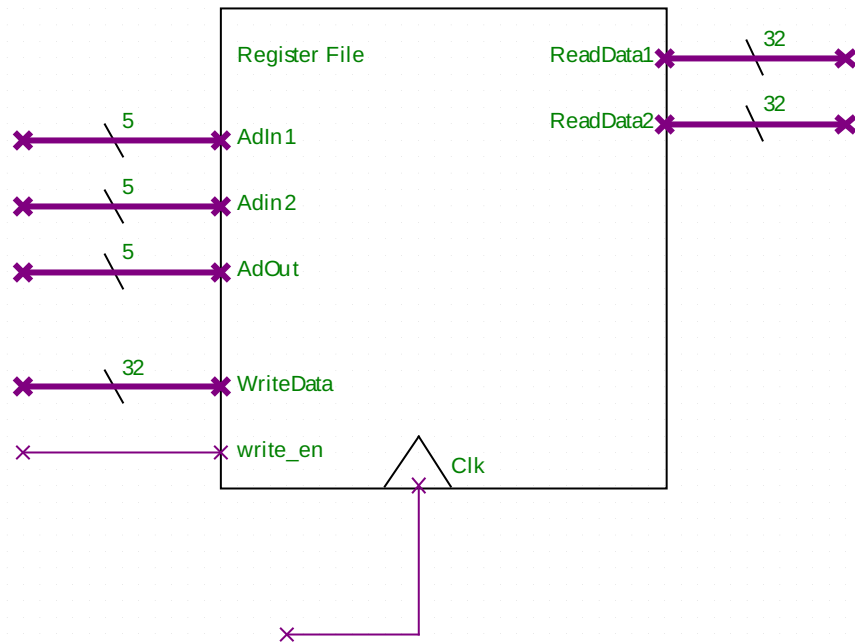 Register File
ReadData1
32
ReadData2
32
5
AdIn1
5
Adin2
5
AdOut
32
WriteData
write_en
Clk